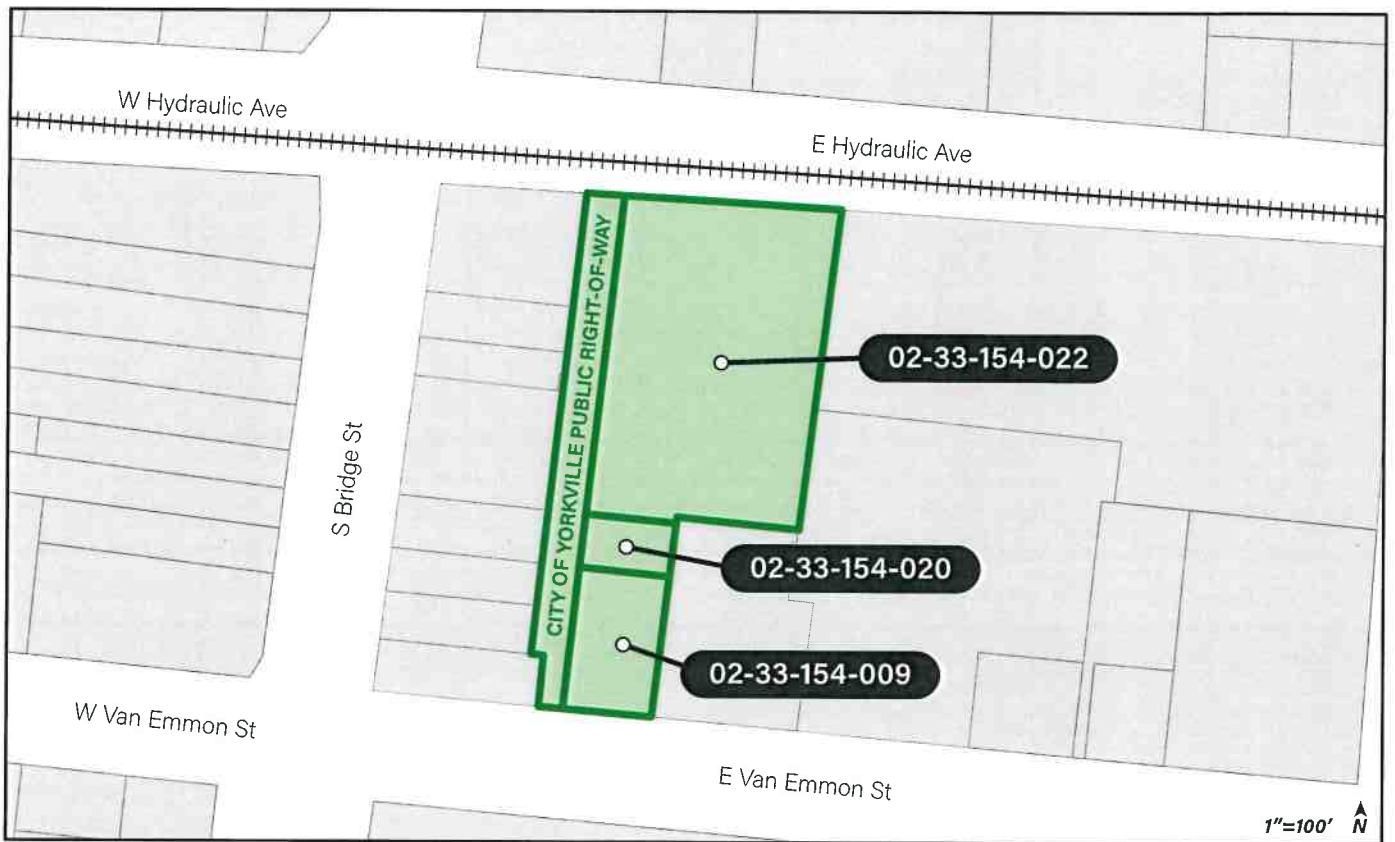 W Hydraulic Ave
E Hydraulic Ave
CITY OF YORKVILLE PUBLIC RIGHT-OF-WAY
02-33-154-022
S Bridge St
02-33-154-020
02-33-154-009
W Van Emmon St
E Van Emmon St
1"=100'
N